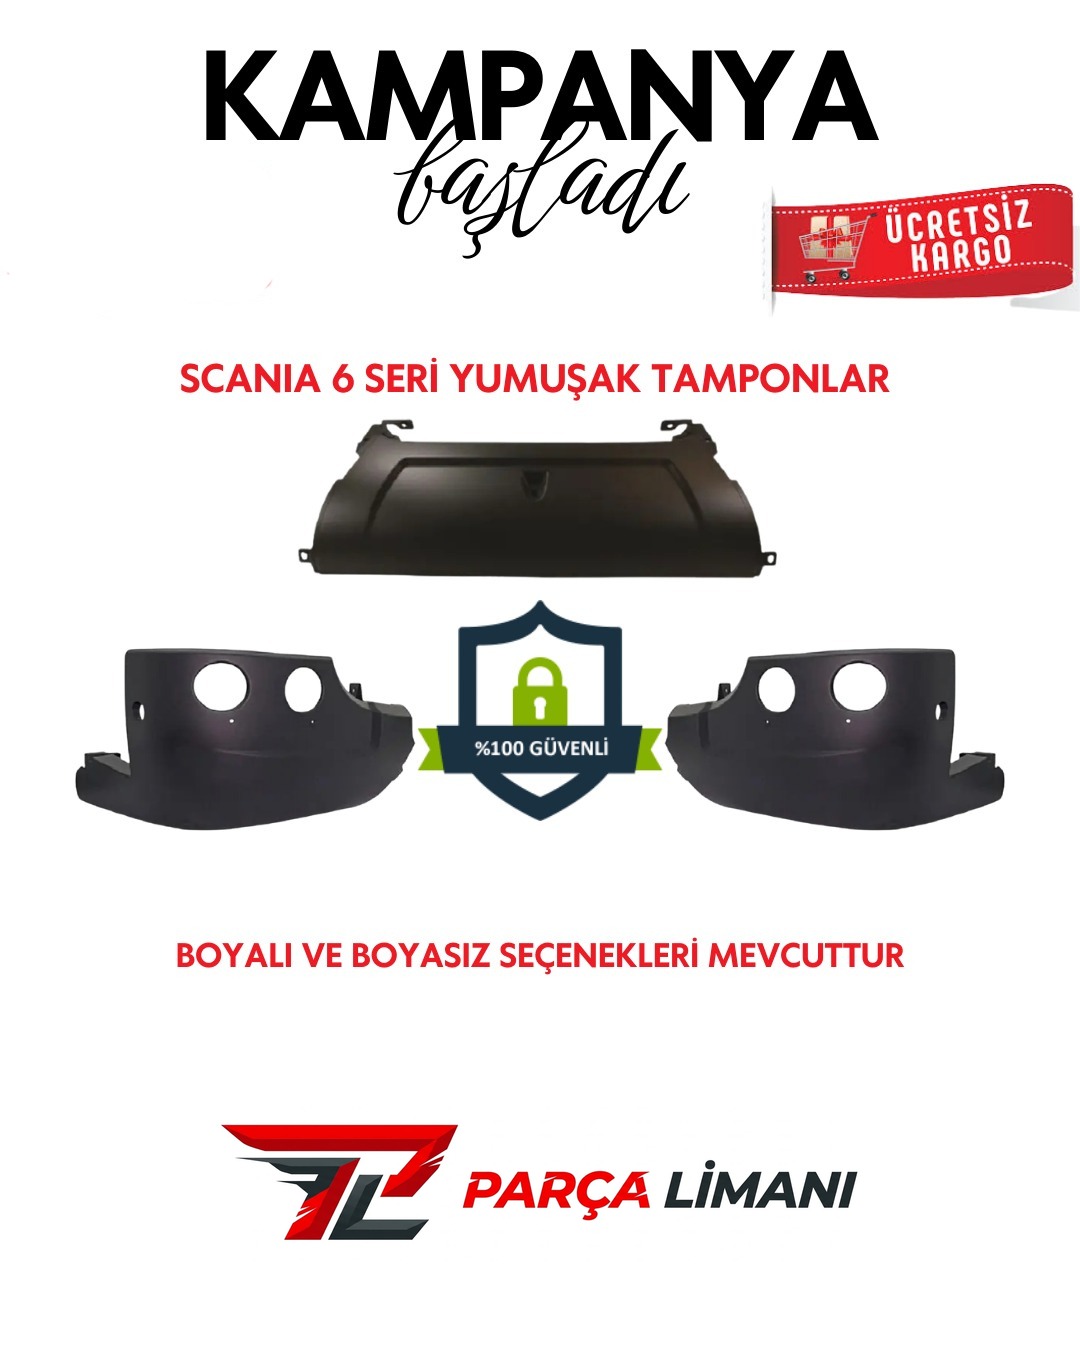 KAMPANYA
başladı
ÜCRETSİZ
KARGO
SCANIA 6 SERİ YUMUŞAK TAMPONLAR
%100 GÜVENLİ
BOYALI VE BOYASIZ SEÇENEKLERİ MEVCUTTUR
PL PARÇA LİMANI